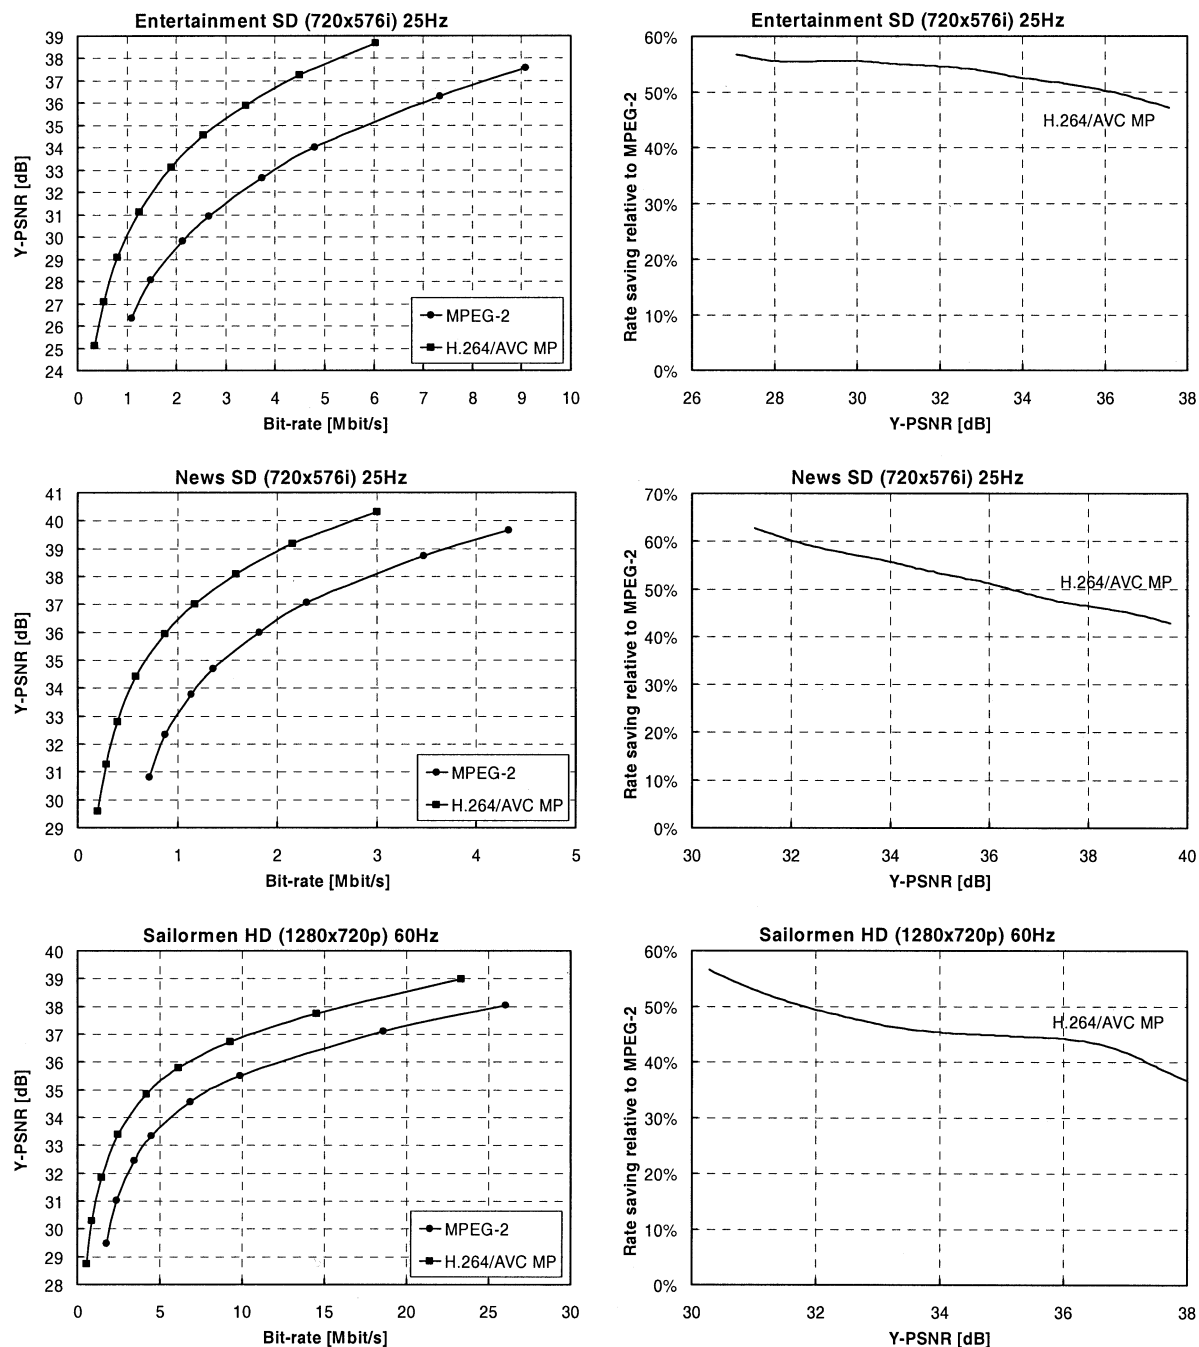 Entertainment SD (720x576i) 25Hz
39
38
37
36
35
34
33
32
31
30
29
28
27
26
25
24
Y-PSNR [dB]
MPEG-2
H.264/AVC MP
0 1 2 3 4 5 6 7 8 9 10
Bit-rate [Mbit/s]
Entertainment SD (720x576i) 25Hz
60%
50%
40%
30%
20%
10%
0%
Rate saving relative to MPEG-2
H.264/AVC MP
26 28 30 32 34 36 38
Y-PSNR [dB]
News SD (720x576i) 25Hz
41
40
39
38
37
36
35
34
33
32
31
30
29
Y-PSNR [dB]
MPEG-2
H.264/AVC MP
0 1 2 3 4 5
Bit-rate [Mbit/s]
News SD (720x576i) 25Hz
70%
60%
50%
40%
30%
20%
10%
0%
Rate saving relative to MPEG-2
H.264/AVC MP
30 32 34 36 38 40
Y-PSNR [dB]
Sailormen HD (1280x720p) 60Hz
40
39
38
37
36
35
34
33
32
31
30
29
28
Y-PSNR [dB]
MPEG-2
H.264/AVC MP
0 5 10 15 20 25 30
Bit-rate [Mbit/s]
Sailormen HD (1280x720p) 60Hz
60%
50%
40%
30%
20%
10%
0%
Rate saving relative to MPEG-2
H.264/AVC MP
30 32 34 36 38
Y-PSNR [dB]